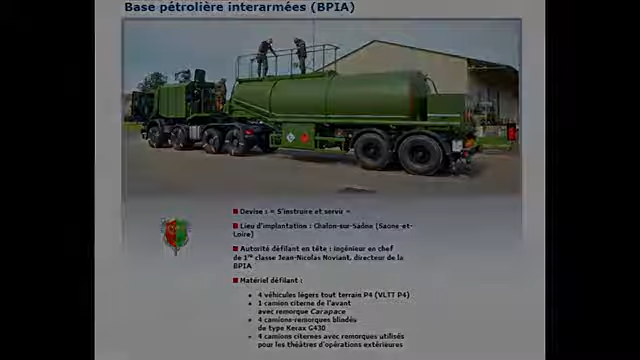 Base pétrolière interarmées (BPIA)
Devise : « S'instruire et servir »
Lieu d'implantation : Chalon-sur-Saône (Saone-et-
Loire)
Autorité défilant en tête : ingénieur en chef
de 1re classe Jean-Nicolas Noviant, directeur de la
BPIA
Matériel défilant :
4 véhicules légers tout terrain P4 (VLTT P4)
1 camion citerne de l'avant
avec remorque Carapace
4 camions-remorques blindés
de type Kerax G430
4 camions citernes avec remorques utilisés
pour les théâtres d'opérations extérieures